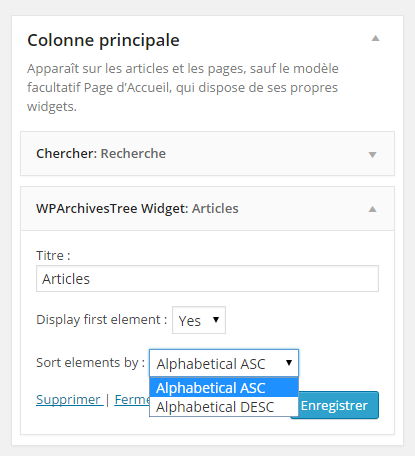 Colonne principale
Apparaît sur les articles et les pages, sauf le modèle
facultatif Page d’Accueil, qui dispose de ses propres
widgets.
Chercher: Recherche
WPArchivesTree Widget: Articles
Titre :
Articles
Display first element : Yes
Sort elements by : Alphabetical ASC
Alphabetical ASC
Alphabetical DESC
Supprimer | Ferme Enregistrer